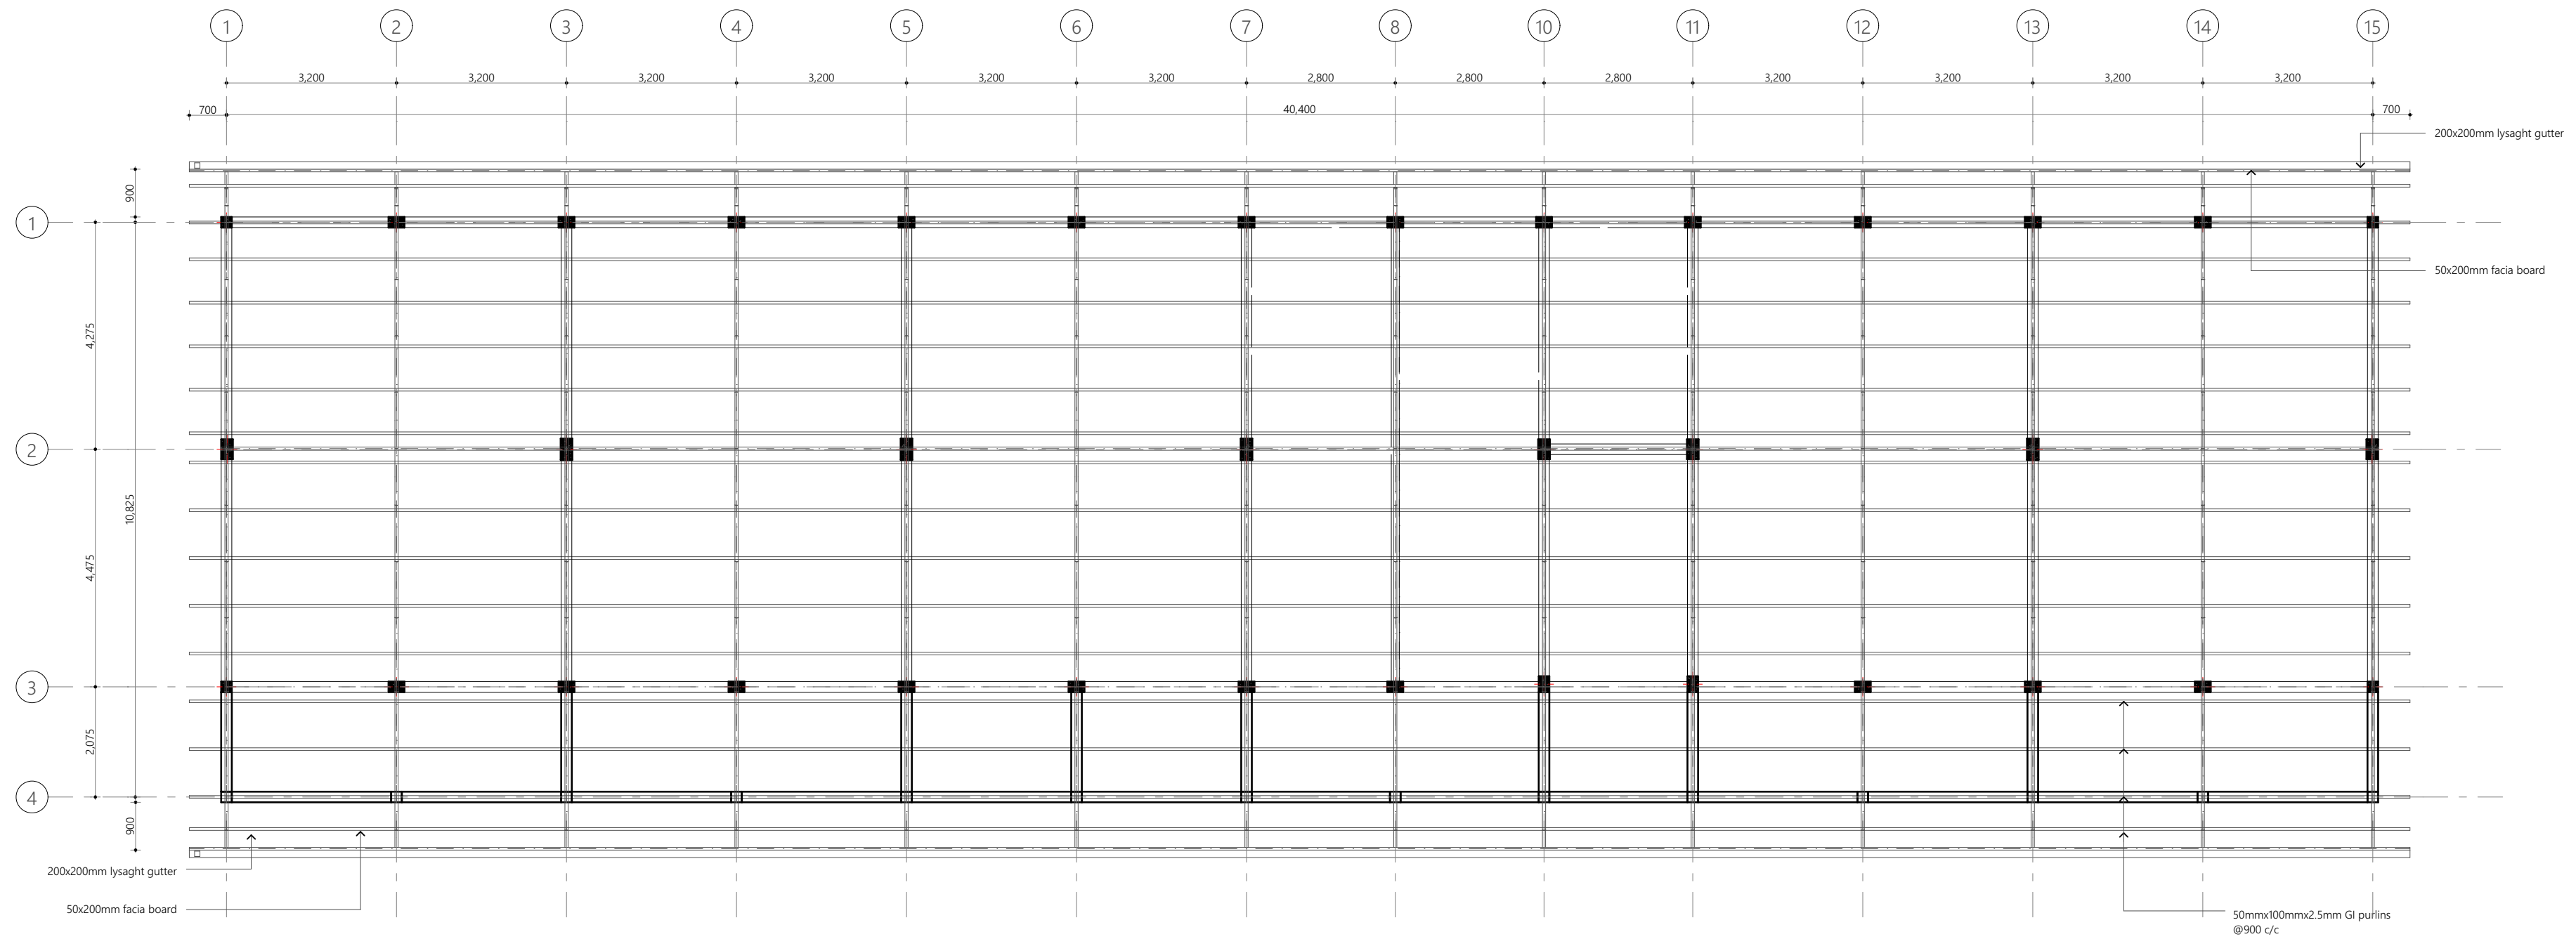 1 2 3 4 5 6 7 8 10 11 12 13 14 15
3,200 3,200 3,200 3,200 3,200 3,200 2,800 2,800 2,800 3,200 3,200 3,200 3,200
700 40,400 700
200x200mm lysaght gutter
900
1
50x200mm facia board
4,275
2
10,825
4,475
3
2,075
4
900
200x200mm lysaght gutter
50x200mm facia board
50mmx100mmx2.5mm GI purlins
@900 c/c